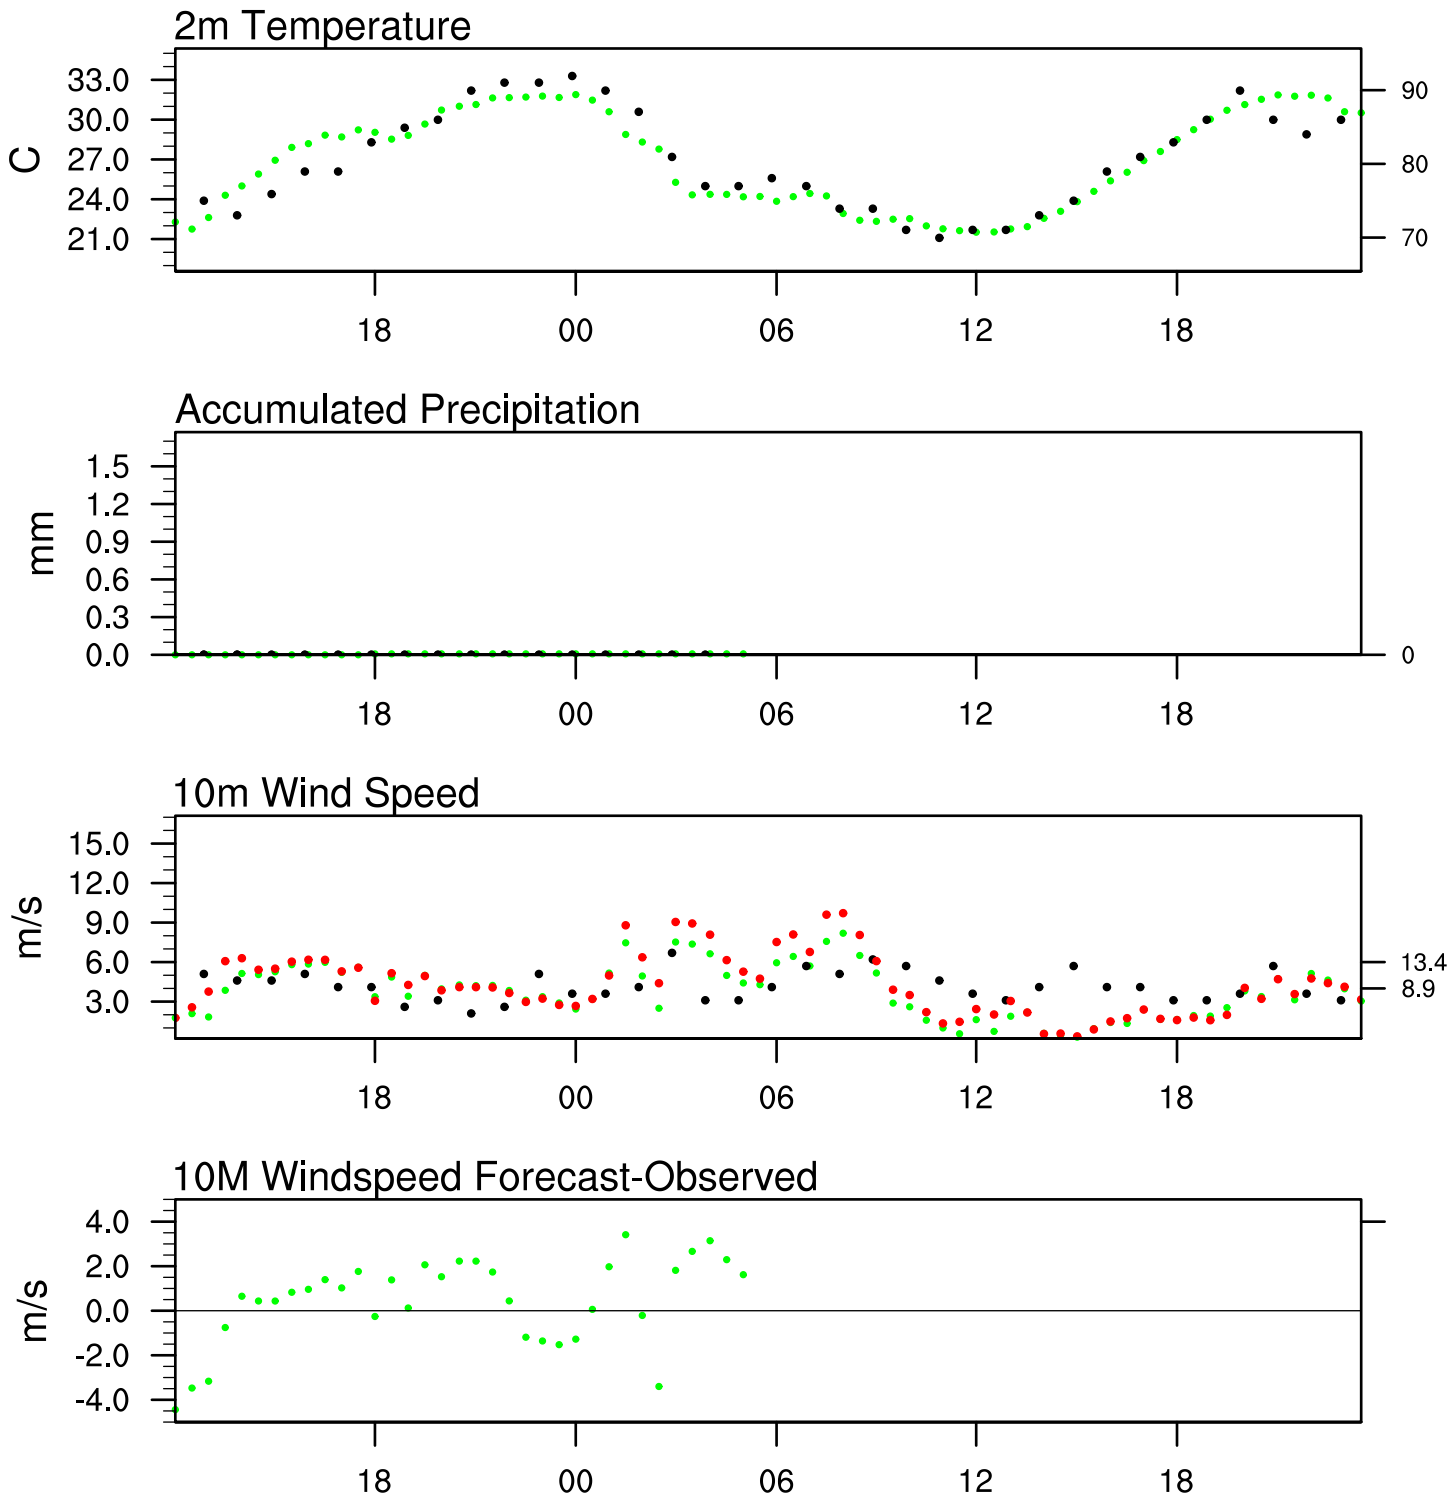 2m Temperature
33.0
30.0
27.0
24.0
21.0
C
90
80
70
18 00 06 12 18
Accumulated Precipitation
1.5
1.2
0.9
0.6
0.3
0.0
mm
0
18 00 06 12 18
10m Wind Speed
15.0
12.0
9.0
6.0
3.0
m/s
13.4
8.9
18 00 06 12 18
10M Windspeed Forecast-Observed
4.0
2.0
0.0
-2.0
-4.0
m/s
18 00 06 12 18